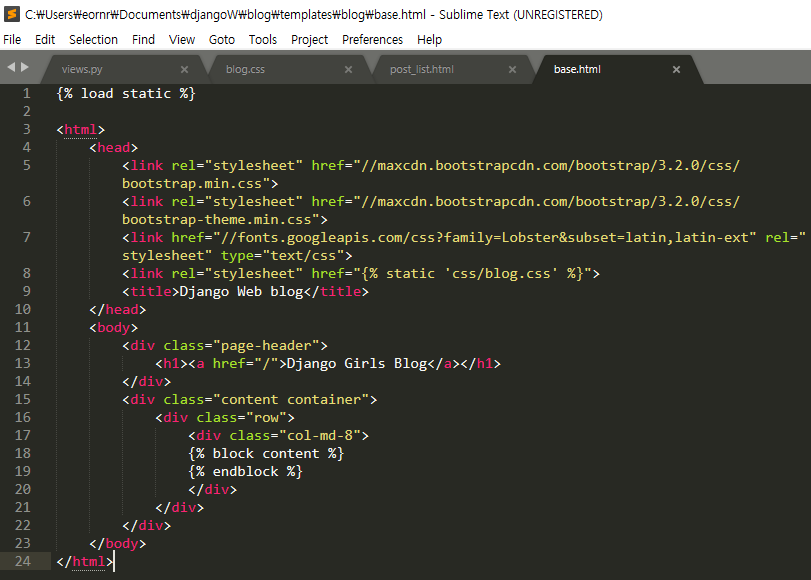 C:₩Users₩eornr₩Documents₩djangoW₩blog₩templates₩blog₩base.html - Sublime Text (UNREGISTERED)
File Edit Selection Find View Goto Tools Project Preferences Help
views.py × blog.css × post_list.html × base.html ×
1 {% load static %}
2
3 <html>
4 <head>
5 <link rel="stylesheet" href="//maxcdn.bootstrapcdn.com/bootstrap/3.2.0/css/
bootstrap.min.css">
6 <link rel="stylesheet" href="//maxcdn.bootstrapcdn.com/bootstrap/3.2.0/css/
bootstrap-theme.min.css">
7 <link href="//fonts.googleapis.com/css?family=Lobster&subset=latin,latin-ext" rel="
stylesheet" type="text/css">
8 <link rel="stylesheet" href="{% static 'css/blog.css' %}">
9 <title>Django Web blog</title>
10 </head>
11 <body>
12 <div class="page-header">
13 <h1><a href="/">Django Girls Blog</a></h1>
14 </div>
15 <div class="content container">
16 <div class="row">
17 <div class="col-md-8">
18 {% block content %}
19 {% endblock %}
20 </div>
21 </div>
22 </div>
23 </body>
24 </html>